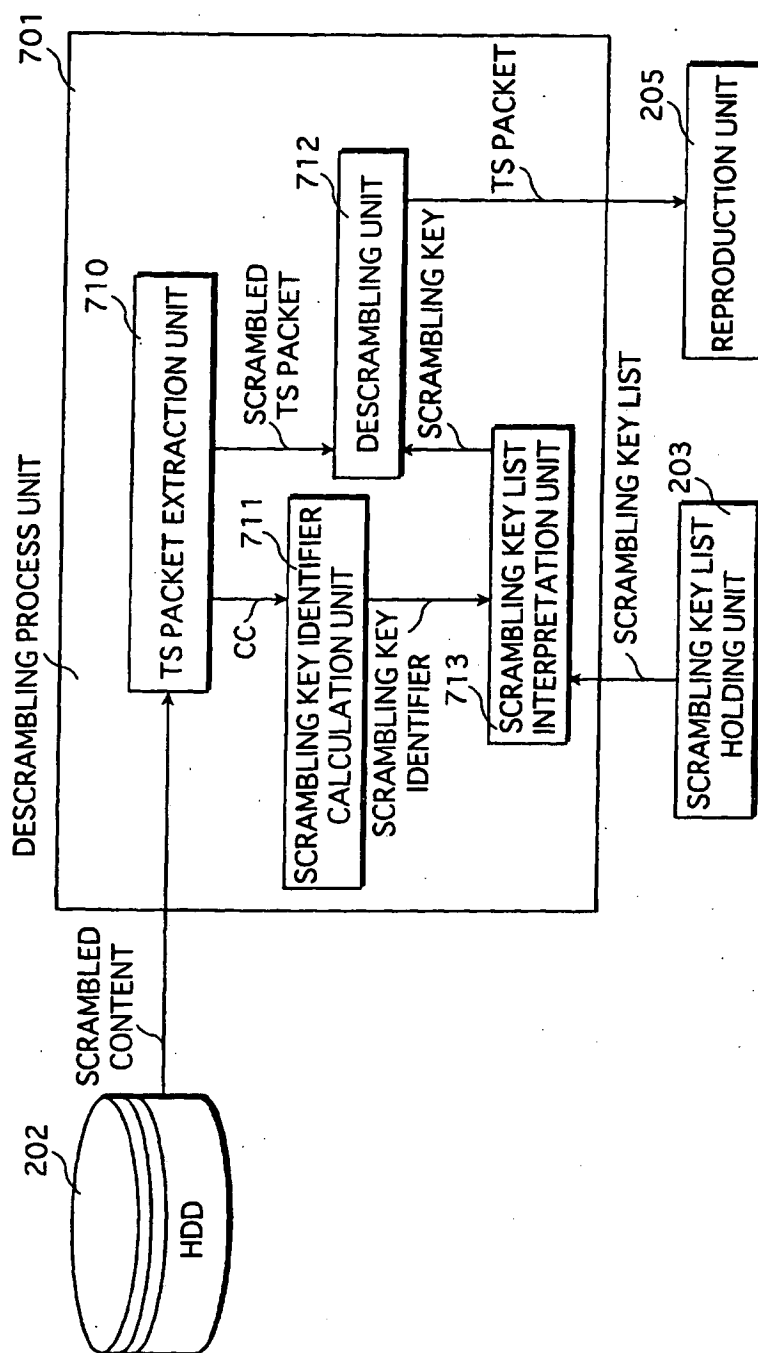 DESCRAMBLING PROCESS UNIT
701
202
HDD
SCRAMBLED
CONTENT
710
TS PACKET EXTRACTION UNIT
CC
SCRAMBLED
TS PACKET
711
SCRAMBLING KEY IDENTIFIER
CALCULATION UNIT
712
DESCRAMBLING UNIT
SCRAMBLING KEY
IDENTIFIER
SCRAMBLING KEY
TS PACKET
713
SCRAMBLING KEY LIST
INTERPRETATION UNIT
SCRAMBLING KEY LIST
203
SCRAMBLING KEY LIST
HOLDING UNIT
205
REPRODUCTION UNIT